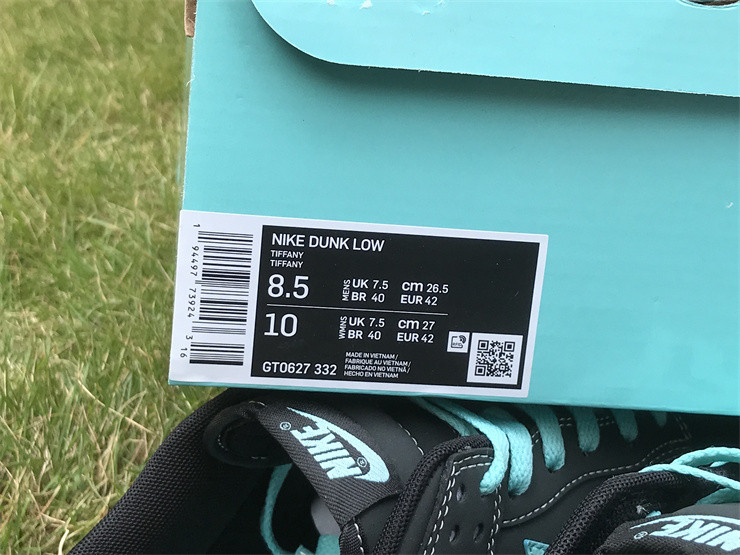 NIKE DUNK LOW
TIFFANY
TIFFANY
8.5 MENS UK 7.5 cm 26.5
BR 40 EUR 42
10 WMNS UK 7.5 cm 27
BR 40 EUR 42
MADE IN VIETNAM /
FABRIQUE AU VIETNAM /
FABRICADO NO VIETNÃ /
HECHO EN VIETNAM
GT0627 332
1 94497 73924 3 16
RFID
NIKE
NIKE